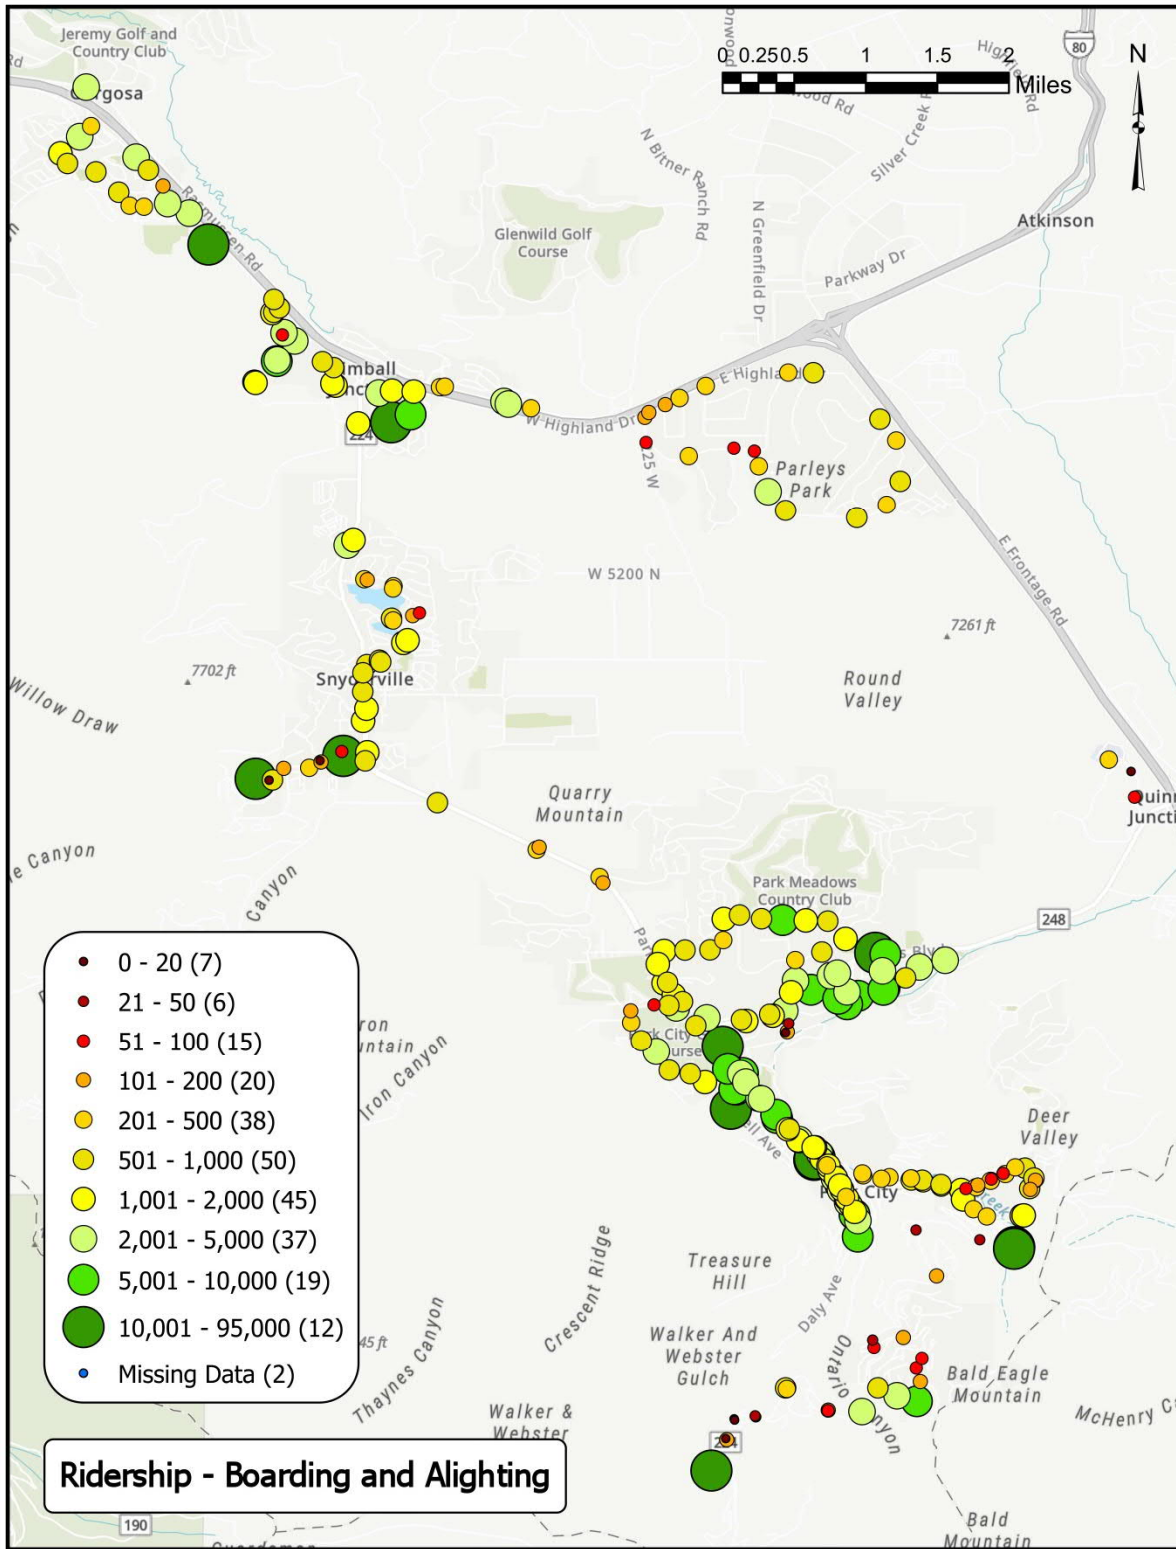 Jeremy Golf and
Country Club
Rd
80
0 0.25 0.5 1 1.5 2
Miles
N
Rasmussen Rd
N Bitner Ranch Rd
Silver Creek
Glenwild Golf
Course
N Greenfield Dr
Parkway Dr
Atkinson
E Highland
W Highland Dr
224
Parleys
Park
W 5200 N
E Frontage Rd
7261 ft
7702 ft
Round
Valley
Willow Draw
Quarry
Mountain
Canyon
Canyon
Park Meadows
Country Club
248
Iron Canyon
Deer
Valley
Treasure
Hill
Crescent Ridge
Daly Ave
Walker And
Webster
Gulch
Ontario
Bald Eagle
Mountain
Thaynes Canyon
Walker &
Webster
McHenry
Bald
Mountain
190
0 - 20 (7)
21 - 50 (6)
51 - 100 (15)
101 - 200 (20)
201 - 500 (38)
501 - 1,000 (50)
1,001 - 2,000 (45)
2,001 - 5,000 (37)
5,001 - 10,000 (19)
10,001 - 95,000 (12)
Missing Data (2)
Ridership - Boarding and Alighting